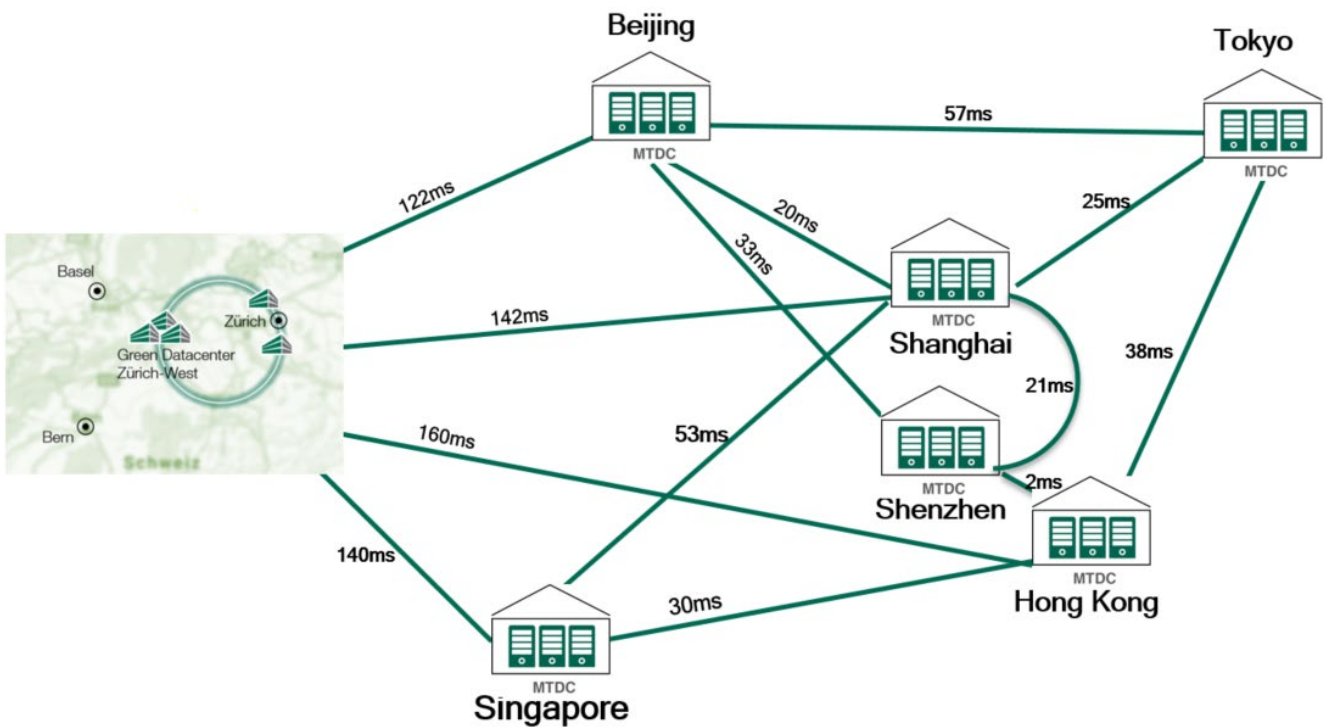 Beijing
Tokyo
MTDC
57ms
MTDC
122ms
20ms
25ms
33ms
Basel
Zürich
142ms
MTDC
Shanghai
Green Datacenter
Zürich-West
38ms
21ms
Bern
160ms
53ms
Schweiz
2ms
MTDC
Shenzhen
140ms
MTDC
Hong Kong
30ms
MTDC
Singapore